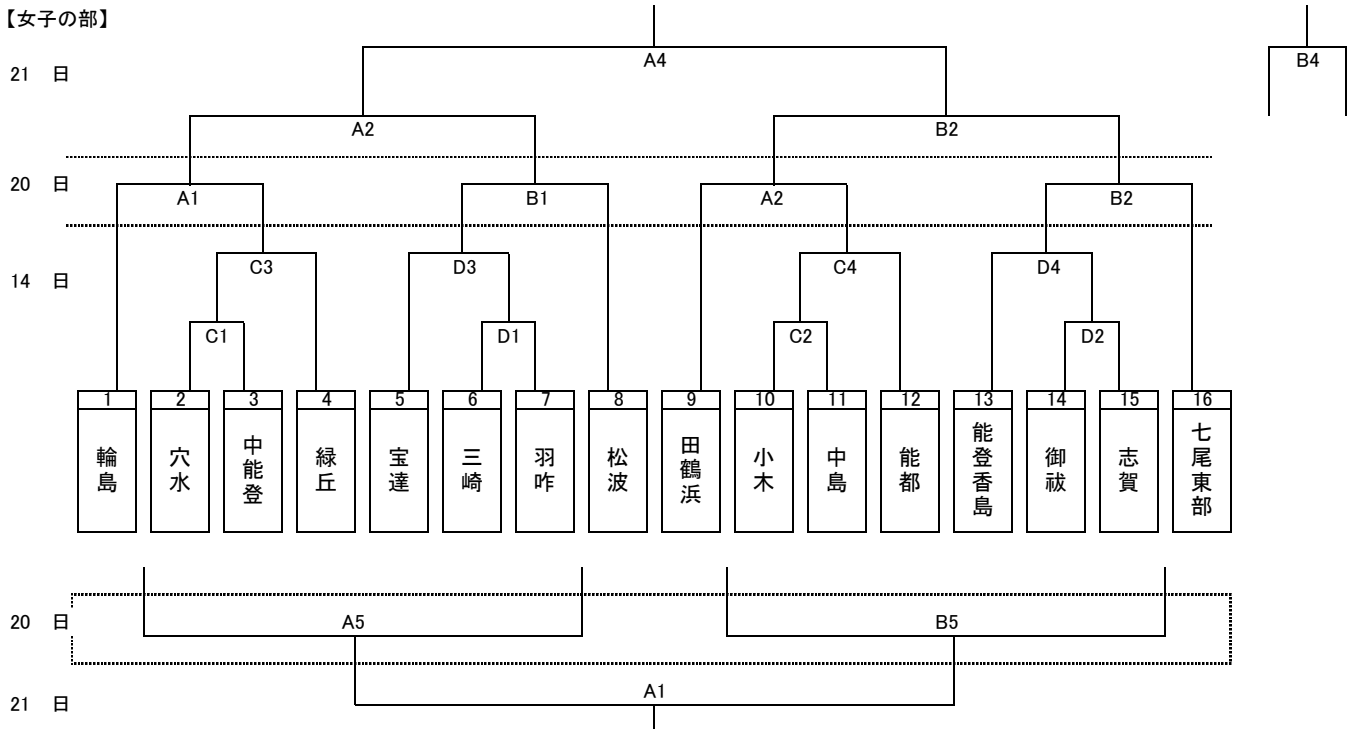 【女子の部】
A4
B4
21 日
A2
B2
20 日
A1
B1
A2
B2
C3
D3
C4
D4
14 日
C1
D1
C2
D2
1 2 3 4 5 6 7 8 9 10 11 12 13 14 15 16
輪島
穴水
中能登
緑丘
宝達
三崎
羽咋
松波
田鶴浜
小木
中島
能都
能登香島
御祓
志賀
七尾東部
20 日
A5
B5
A1
21 日